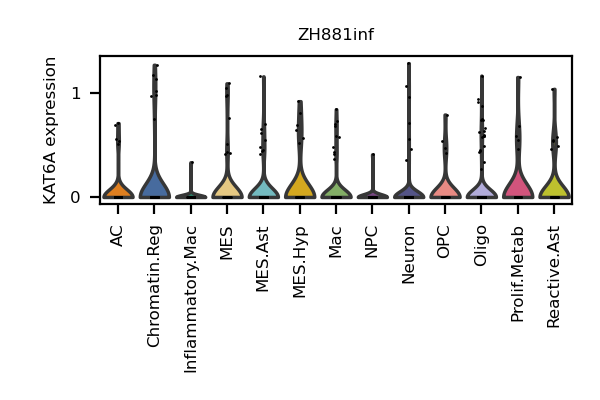 ZH881inf
KAT6A expression
1
0
AC
Chromatin.Reg
Inflammatory.Mac
MES
MES.Ast
MES.Hyp
Mac
NPC
Neuron
OPC
Oligo
Prolif.Metab
Reactive.Ast